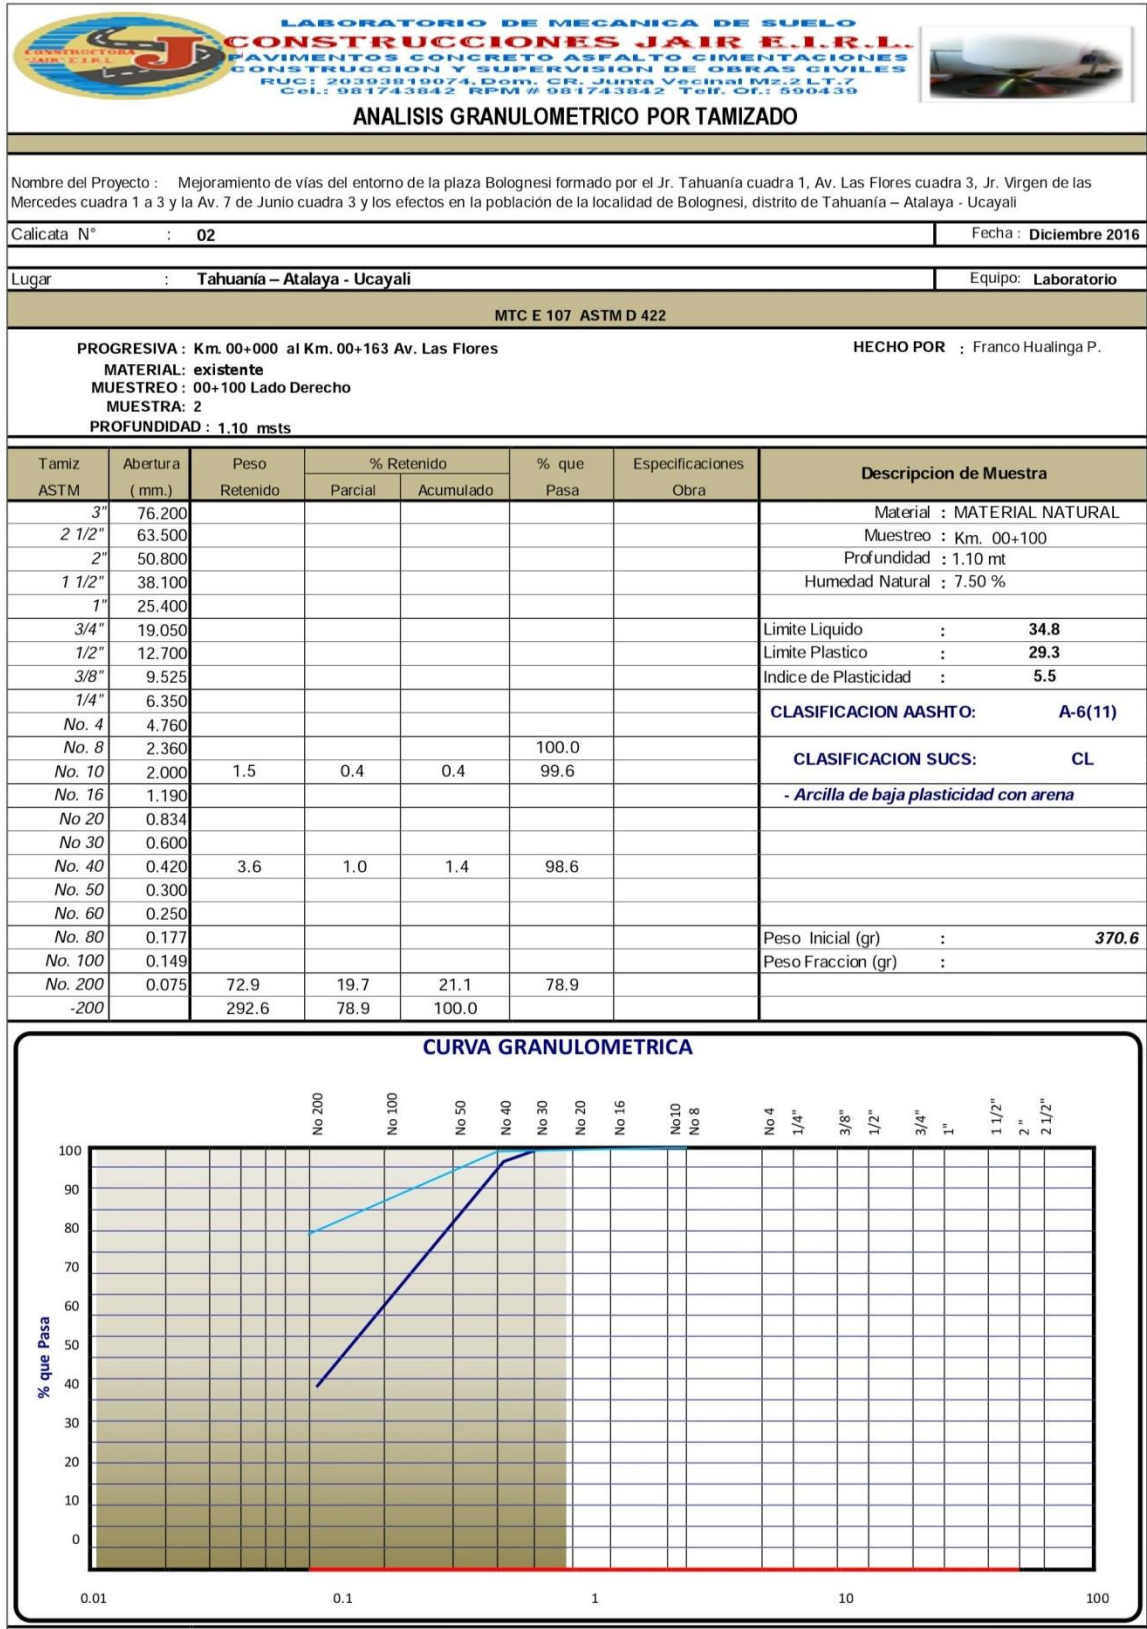 CONSTRUCTORA
"JAIR" E.I.R.L.
J
LABORATORIO DE MECANICA DE SUELO
CONSTRUCCIONES JAIR E.I.R.L.
PAVIMENTOS CONCRETO ASFALTO CIMENTACIONES
CONSTRUCCION Y SUPERVISION DE OBRAS CIVILES
RUC: 20393819074. Dom. CR. Junta Vecinal Mz.2 LT.7
Cel.: 981743842 RPM # 981743842 Telf. Of.: 590439
ANALISIS GRANULOMETRICO POR TAMIZADO
Nombre del Proyecto : Mejoramiento de vías del entorno de la plaza Bolognesi formado por el Jr. Tahuanía cuadra 1, Av. Las Flores cuadra 3, Jr. Virgen de las
Mercedes cuadra 1 a 3 y la Av. 7 de Junio cuadra 3 y los efectos en la población de la localidad de Bolognesi, distrito de Tahuanía – Atalaya - Ucayali
Calicata N° : 02 Fecha : Diciembre 2016
Lugar : Tahuanía – Atalaya - Ucayali Equipo: Laboratorio
MTC E 107 ASTM D 422
PROGRESIVA : Km. 00+000 al Km. 00+163 Av. Las Flores HECHO POR : Franco Hualinga P.
MATERIAL: existente
MUESTREO : 00+100 Lado Derecho
MUESTRA: 2
PROFUNDIDAD : 1.10 msts
Tamiz Abertura Peso % Retenido % que Especificaciones Descripcion de Muestra
ASTM ( mm.) Retenido Parcial Acumulado Pasa Obra
3" 76.200 Material : MATERIAL NATURAL
2 1/2" 63.500 Muestreo : Km. 00+100
2" 50.800 Profundidad : 1.10 mt
1 1/2" 38.100 Humedad Natural : 7.50 %
1" 25.400
3/4" 19.050 Limite Liquido : 34.8
1/2" 12.700 Limite Plastico : 29.3
3/8" 9.525 Indice de Plasticidad : 5.5
1/4" 6.350
CLASIFICACION AASHTO: A-6(11)
No. 4 4.760
No. 8 2.360 100.0
CLASIFICACION SUCS: CL
No. 10 2.000 1.5 0.4 0.4 99.6
No. 16 1.190 - Arcilla de baja plasticidad con arena
No 20 0.834
No 30 0.600
No. 40 0.420 3.6 1.0 1.4 98.6
No. 50 0.300
No. 60 0.250
No. 80 0.177 Peso Inicial (gr) : 370.6
No. 100 0.149 Peso Fraccion (gr) :
No. 200 0.075 72.9 19.7 21.1 78.9
-200 292.6 78.9 100.0
CURVA GRANULOMETRICA
No 200 No 100 No 50 No 40 No 30 No 20 No 16 No10 No 8 No 4 1/4" 3/8" 1/2" 3/4" 1" 1 1/2" 2 " 2 1/2"
% que Pasa
100
90
80
70
60
50
40
30
20
10
0
0.01 0.1 1 10 100